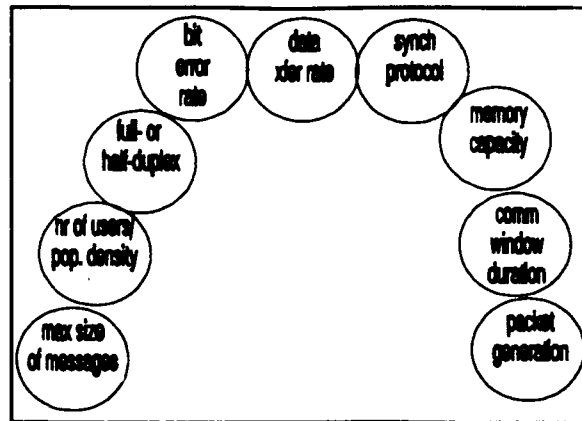 bit
error
rate
data
xfer rate
synch
protocol
full- or
half-duplex
memory
capacity
nr of users/
pop. density
comm
window
duration
max size
of messages
packet
generation